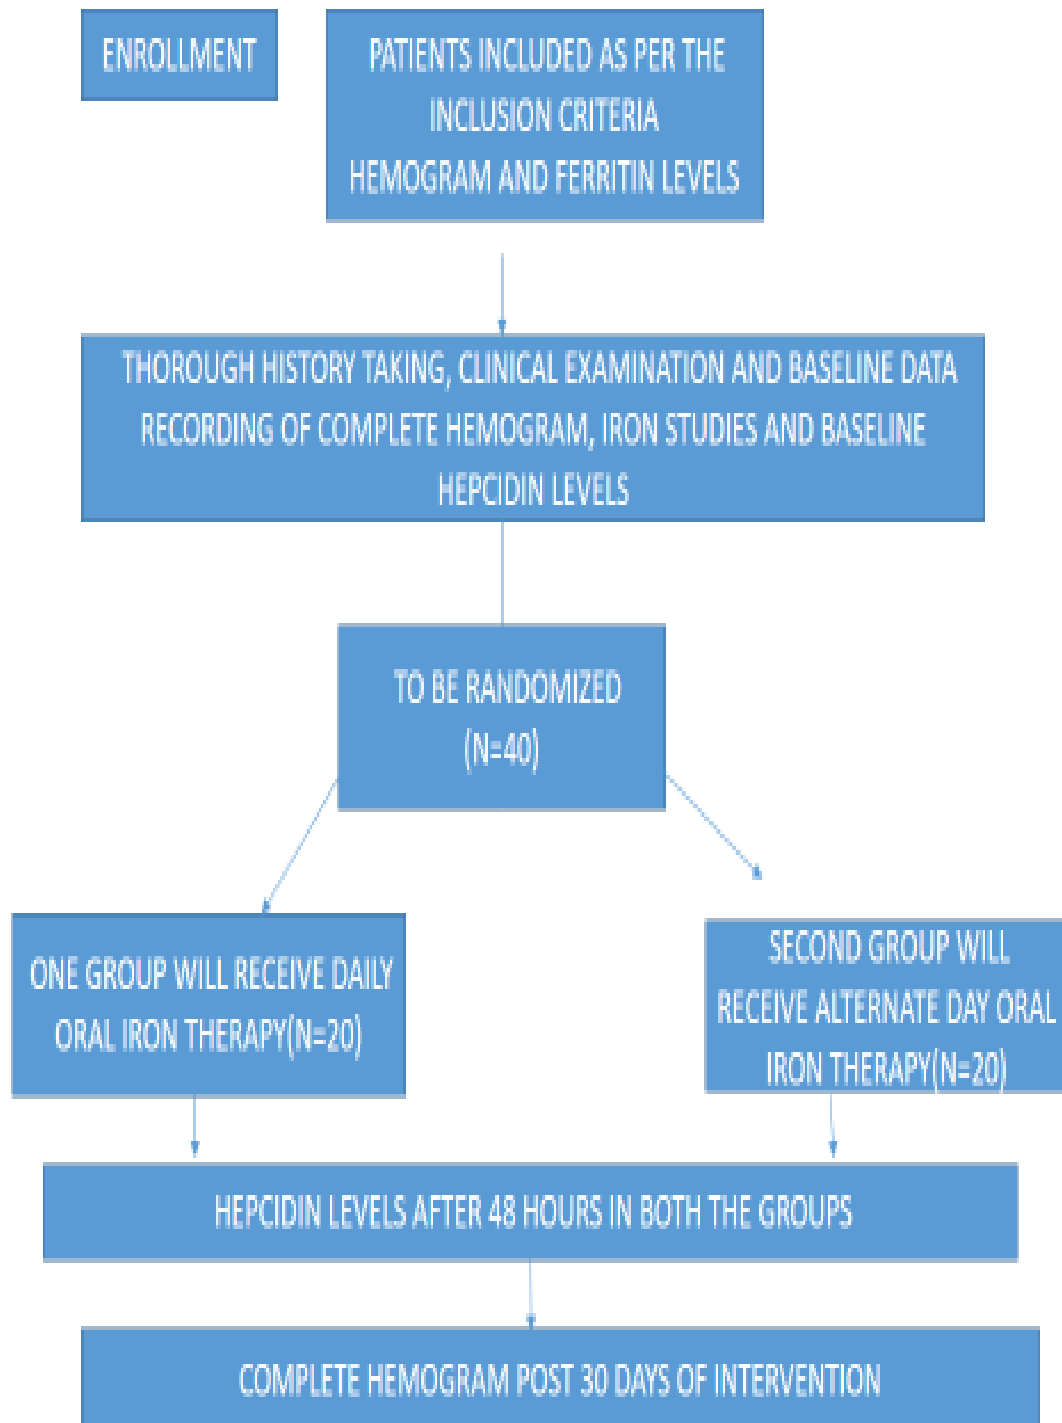 ENROLLMENT
PATIENTS INCLUDED AS PER THE
INCLUSION CRITERIA
HEMOGRAM AND FERRITIN LEVELS
THOROUGH HISTORY TAKING, CLINICAL EXAMINATION AND BASELINE DATA
RECORDING OF COMPLETE HEMOGRAM, IRON STUDIES AND BASELINE
HEPCIDIN LEVELS
TO BE RANDOMIZED
(N=40)
ONE GROUP WILL RECEIVE DAILY
ORAL IRON THERAPY(N=20)
SECOND GROUP WILL
RECEIVE ALTERNATE DAY ORAL
IRON THERAPY(N=20)
HEPCIDIN LEVELS AFTER 48 HOURS IN BOTH THE GROUPS
COMPLETE HEMOGRAM POST 30 DAYS OF INTERVENTION